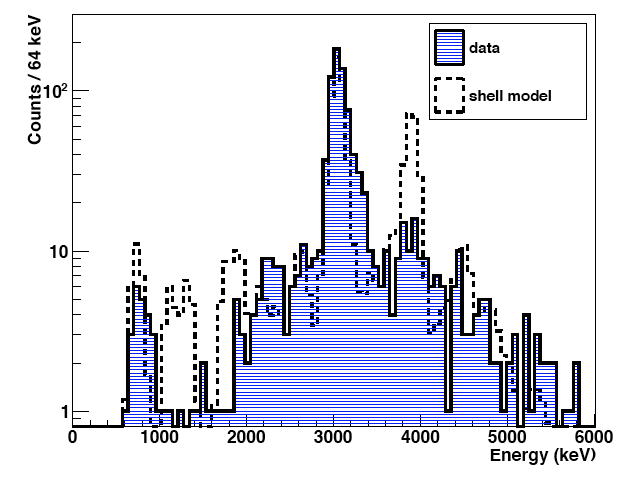 Counts / 64 keV
10²
10
1
data
shell model
0 1000 2000 3000 4000 5000 6000
Energy (keV)